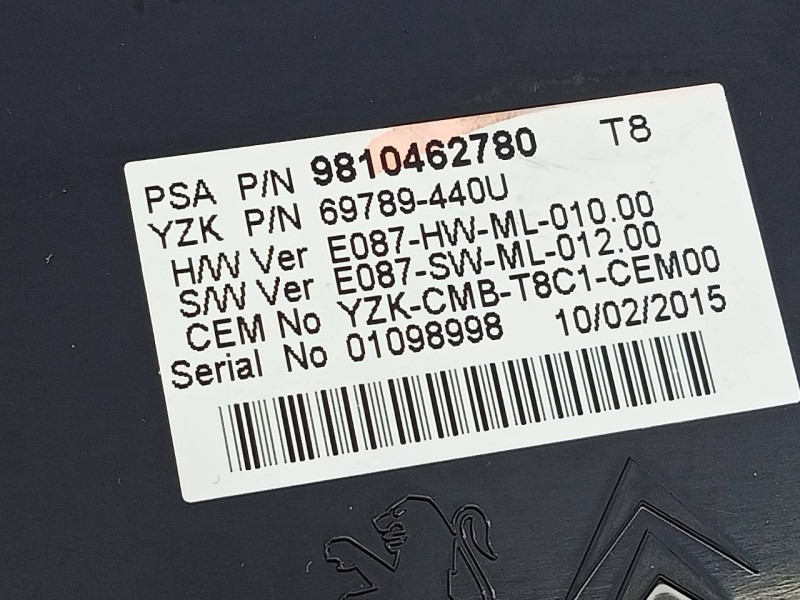 PSA P/N 9810462780 T8
YZK P/N 69789-440U
H/W Ver E087-HW-ML-010.00
S/W Ver E087-SW-ML-012.00
CEM No YZK-CMB-T8C1-CEM00
Serial No 01098998 10/02/2015